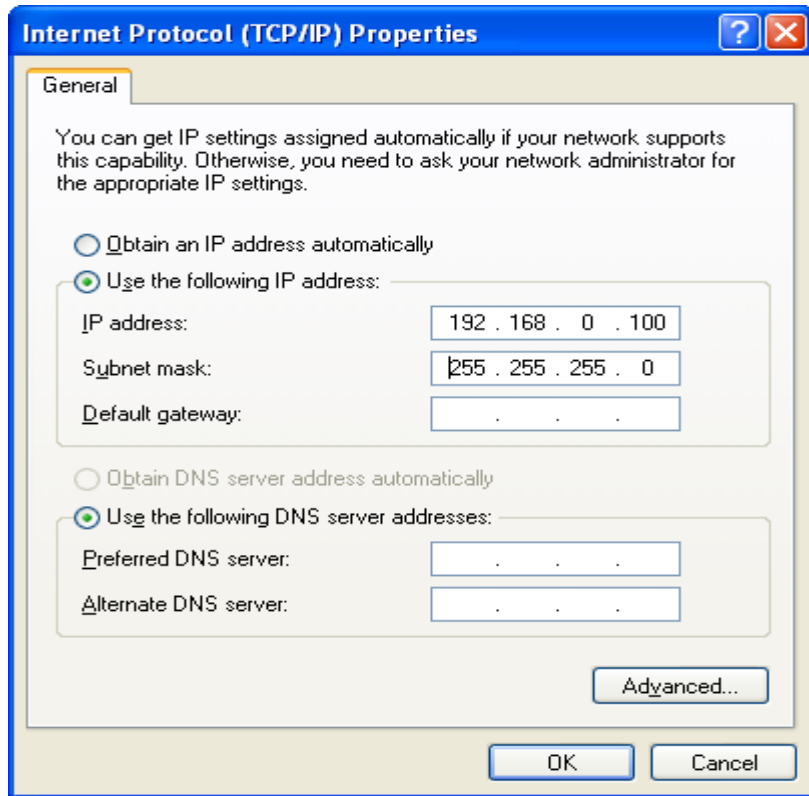 Internet Protocol (TCP/IP) Properties
General
You can get IP settings assigned automatically if your network supports
this capability. Otherwise, you need to ask your network administrator for
the appropriate IP settings.
Obtain an IP address automatically
Use the following IP address:
IP address: 192 . 168 . 0 . 100
Subnet mask: 255 . 255 . 255 . 0
Default gateway: . . .
Obtain DNS server address automatically
Use the following DNS server addresses:
Preferred DNS server: . . .
Alternate DNS server: . . .
Advanced...
OK Cancel